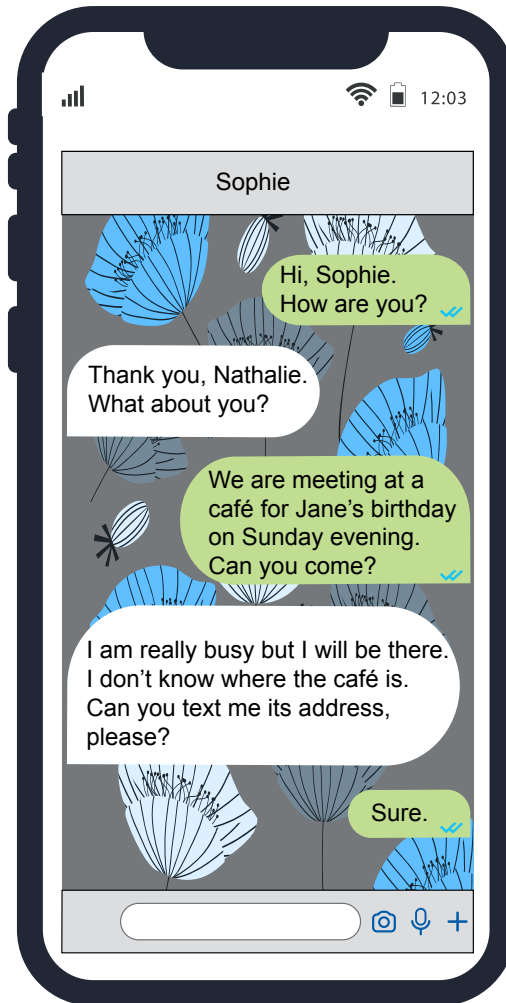 12:03
Sophie
Hi, Sophie.
How are you?
Thank you, Nathalie.
What about you?
We are meeting at a
café for Jane's birthday
on Sunday evening.
Can you come?
I am really busy but I will be there.
I don't know where the café is.
Can you text me its address,
please?
Sure.